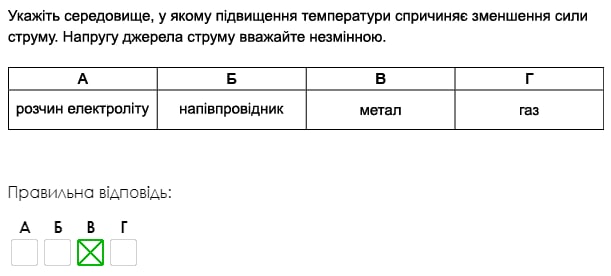 Укажіть середовище, у якому підвищення температури спричиняє зменшення сили
струму. Напругу джерела струму вважайте незмінною.
А Б В Г
розчин електроліту напівпровідник метал газ
Правильна відповідь:
А Б В Г